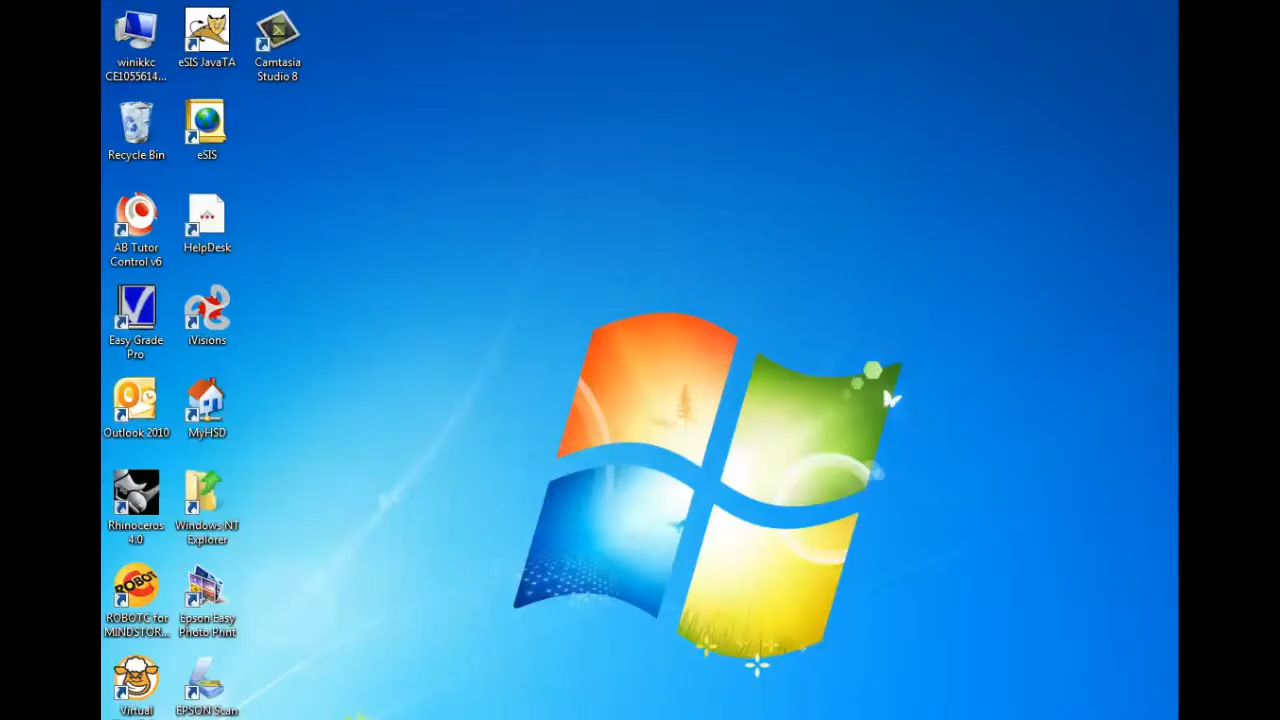 winikkc
CE1055614...
eSIS JavaTA
Camtasia
Studio 8
Recycle Bin
eSIS
AB Tutor
Control v6
HelpDesk
Easy Grade
Pro
iVisions
Outlook 2010
MyHSD
Rhinoceros
4.0
Windows NT
Explorer
ROBOT
ROBOTC for
MINDSTOR...
Epson Easy
Photo Print
Virtual
EPSON Scan